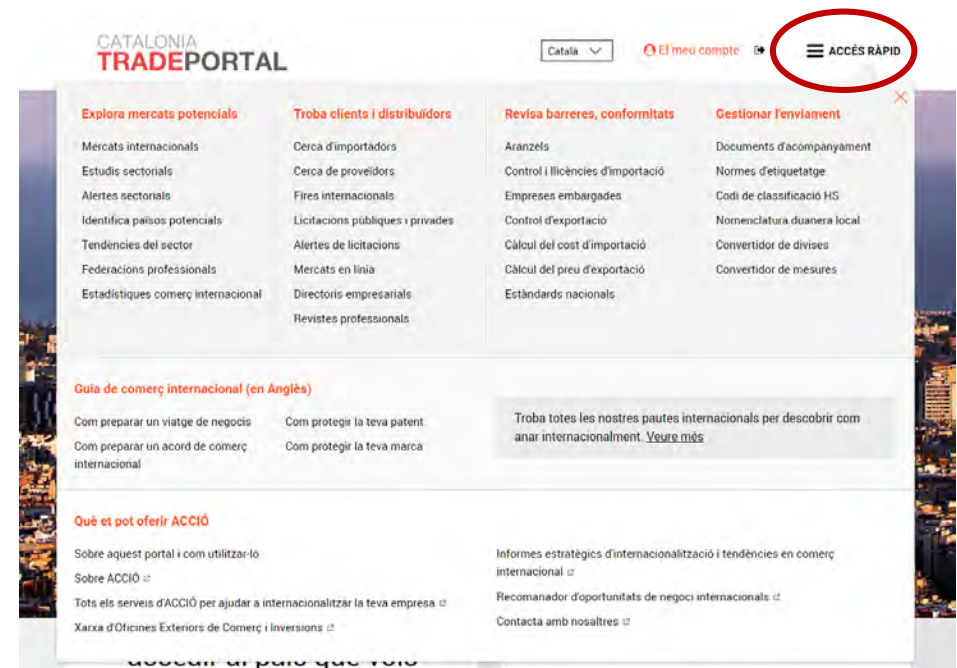 CATALONIA
TRADEPORTAL
Català
El meu compte
ACCÉS RÀPID
Explora mercats potencials
Mercats internacionals
Estudis sectorials
Alertes sectorials
Identifica països potencials
Tendències del sector
Federacions professionals
Estadístiques comerç internacional
Troba clients i distribuïdors
Cerca d'importadors
Cerca de proveïdors
Fires internacionals
Licitacions públiques i privades
Alertes de licitacions
Mercats en línia
Directoris empresarials
Revistes professionals
Revisa barreres, conformitats
Aranzels
Control i llicències d'importació
Empreses embargades
Control d'exportació
Càlcul del cost d'importació
Càlcul del preu d'exportació
Estàndards nacionals
Gestionar l'enviament
Documents d'acompanyament
Normes d'etiquetatge
Codi de classificació HS
Nomenclatura duanera local
Convertidor de divises
Convertidor de mesures
Guia de comerç internacional (en Anglès)
Com preparar un viatge de negocis
Com preparar un acord de comerç
internacional
Com protegir la teva patent
Com protegir la teva marca
Troba totes les nostres pautes internacionals per descobrir com
anar internacionalment. Veure més
Què et pot oferir ACCIÓ
Sobre aquest portal i com utilitzar-lo
Sobre ACCIÓ
Tots els serveis d'ACCIÓ per ajudar a internacionalitzar la teva empresa
Xarxa d'Oficines Exteriors de Comerç i Inversions
Informes estratègics d'internacionalització i tendències en comerç
internacional
Recomanador d'oportunitats de negoci internacionals
Contacta amb nosaltres
accedir al país que vols